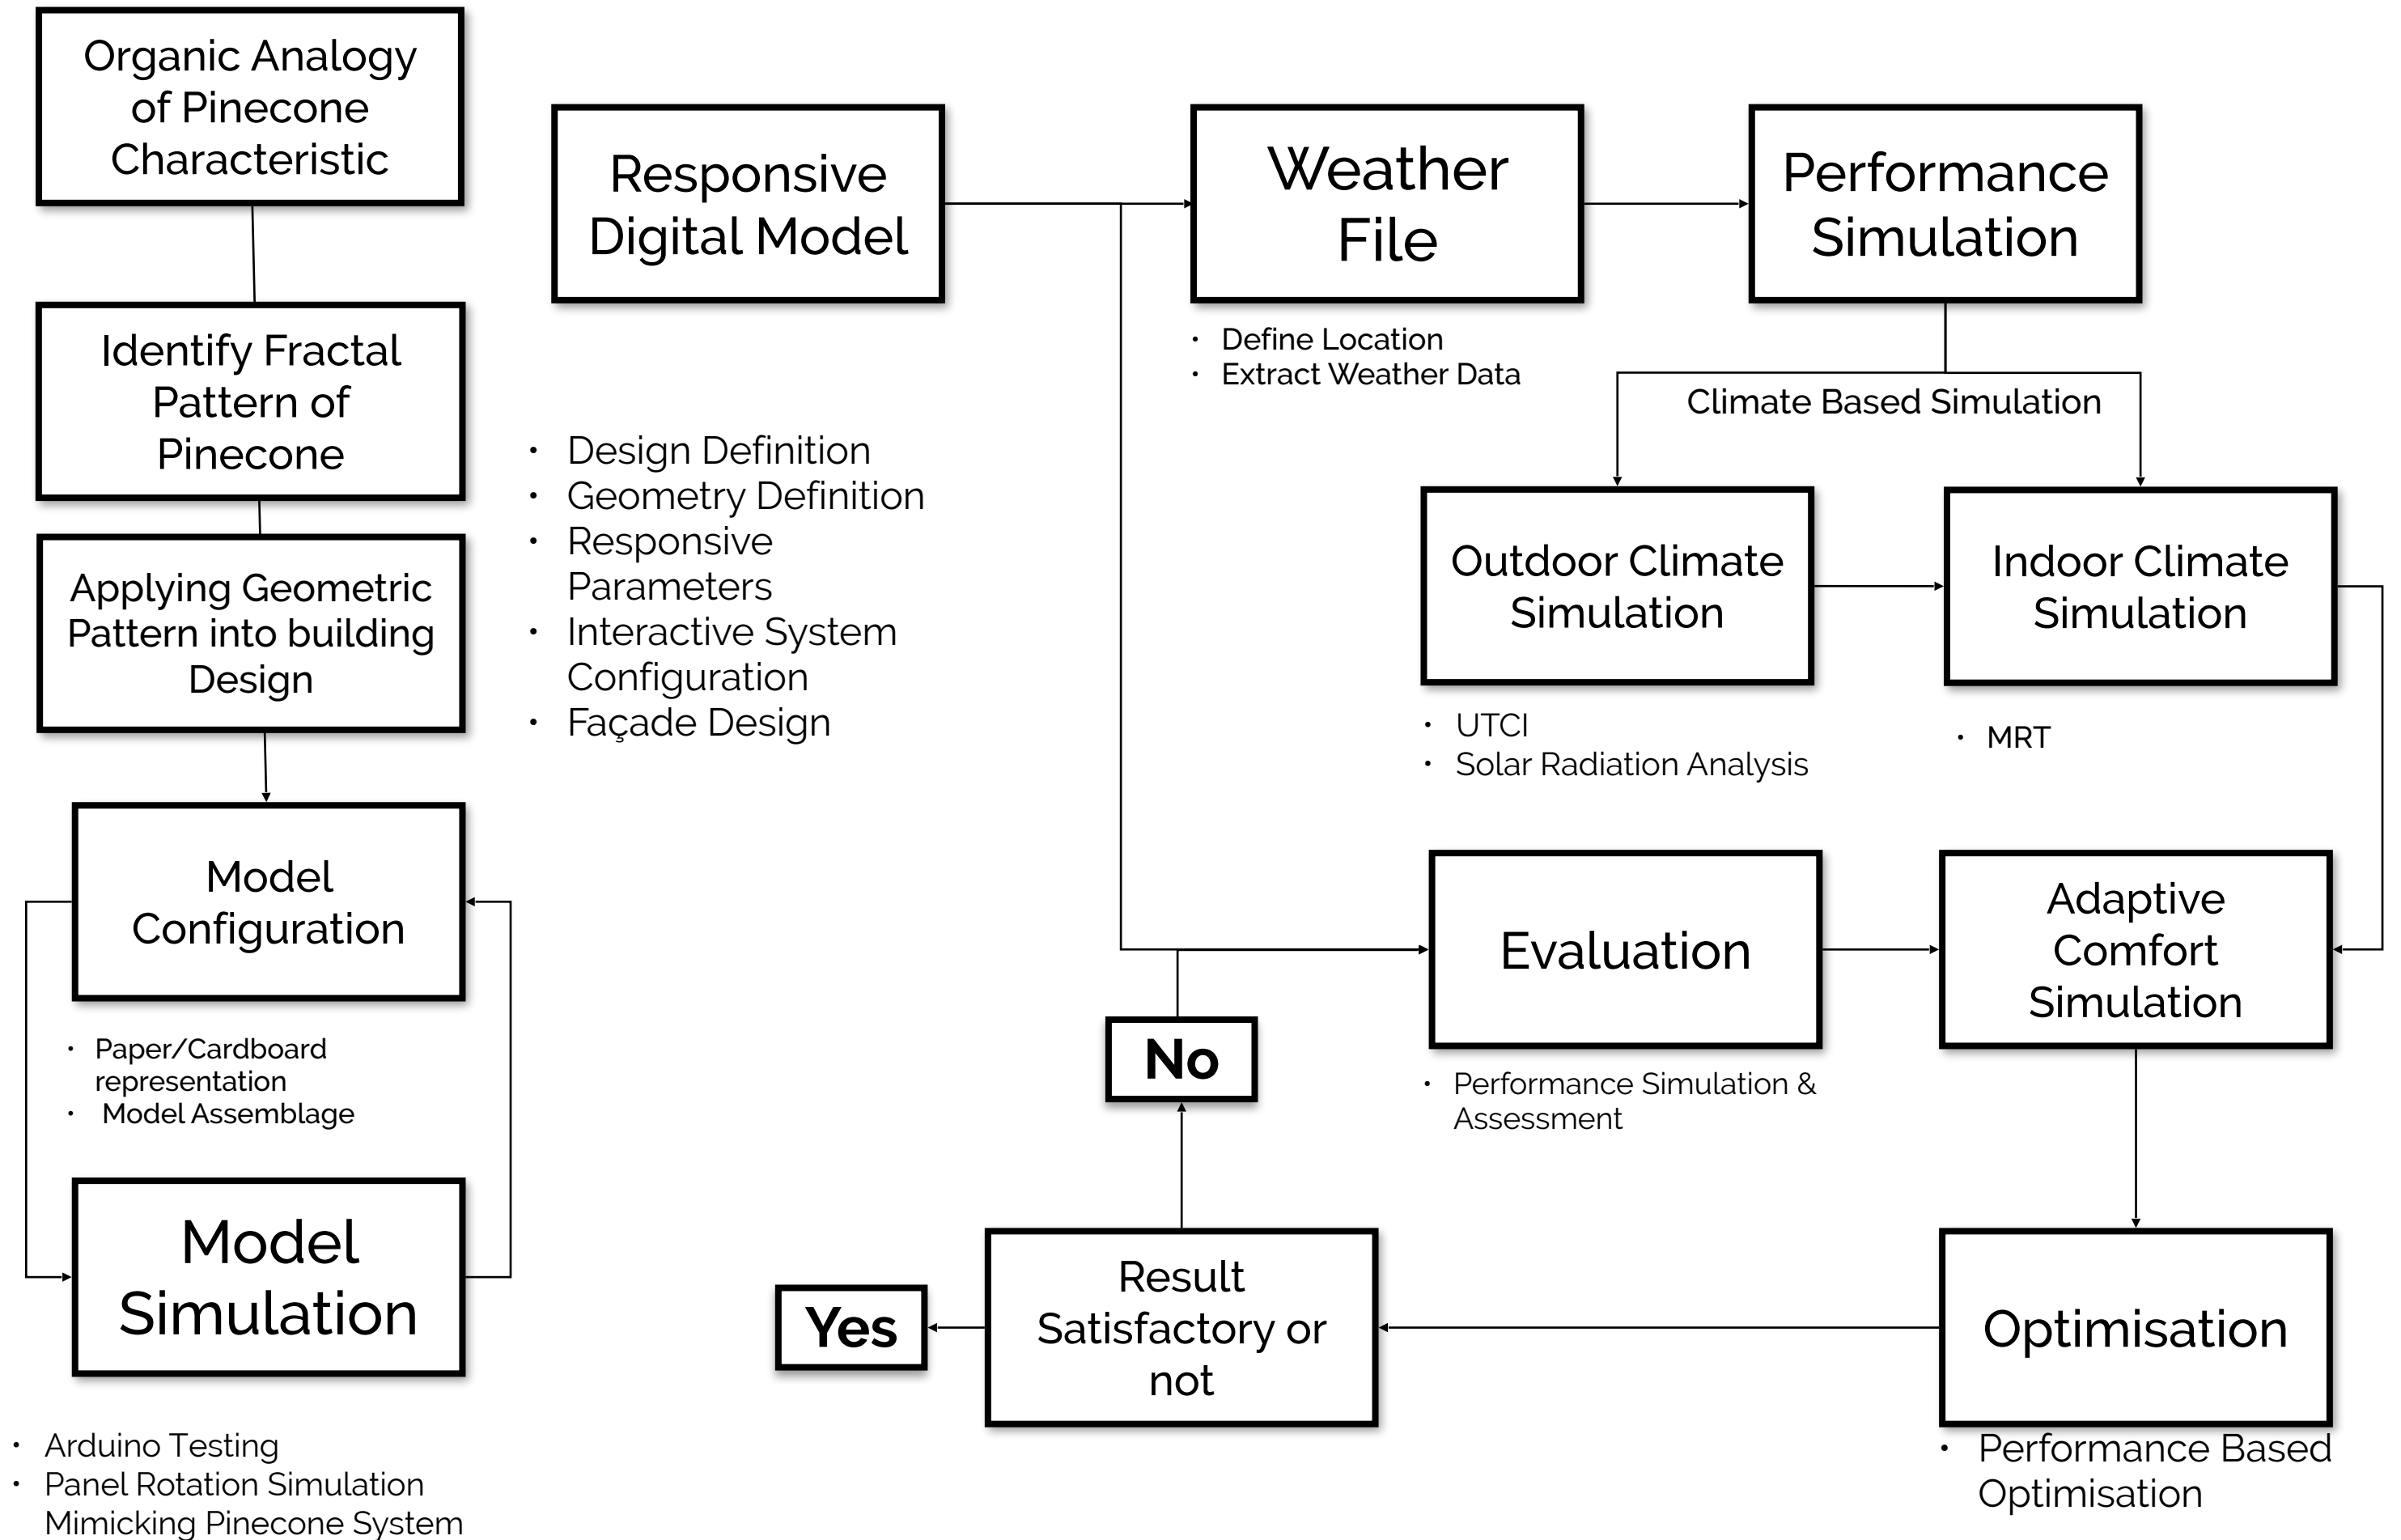 Organic Analogy
of Pinecone
Characteristic
Identify Fractal
Pattern of
Pinecone
Applying Geometric
Pattern into building
Design
Model
Configuration
• Paper/Cardboard
representation
• Model Assemblage
Model
Simulation
• Arduino Testing
• Panel Rotation Simulation
Mimicking Pinecone System
Responsive
Digital Model
• Design Definition
• Geometry Definition
• Responsive
Parameters
• Interactive System
Configuration
• Façade Design
Weather
File
• Define Location
• Extract Weather Data
Performance
Simulation
Climate Based Simulation
Outdoor Climate
Simulation
• UTCI
• Solar Radiation Analysis
Indoor Climate
Simulation
• MRT
Evaluation
• Performance Simulation &
Assessment
Adaptive
Comfort
Simulation
No
Yes
Result
Satisfactory or
not
Optimisation
• Performance Based
Optimisation